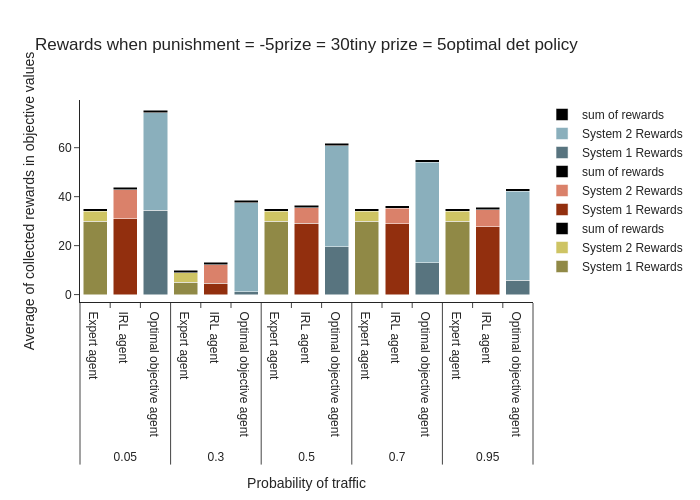 Rewards when punishment = -5prize = 30tiny prize = 5optimal det policy
Average of collected rewards in objective values
60
40
20
0
sum of rewards
System 2 Rewards
System 1 Rewards
sum of rewards
System 2 Rewards
System 1 Rewards
sum of rewards
System 2 Rewards
System 1 Rewards
Expert agent
IRL agent
Optimal objective agent
Expert agent
IRL agent
Optimal objective agent
Expert agent
IRL agent
Optimal objective agent
Expert agent
IRL agent
Optimal objective agent
Expert agent
IRL agent
Optimal objective agent
0.05
0.3
0.5
0.7
0.95
Probability of traffic